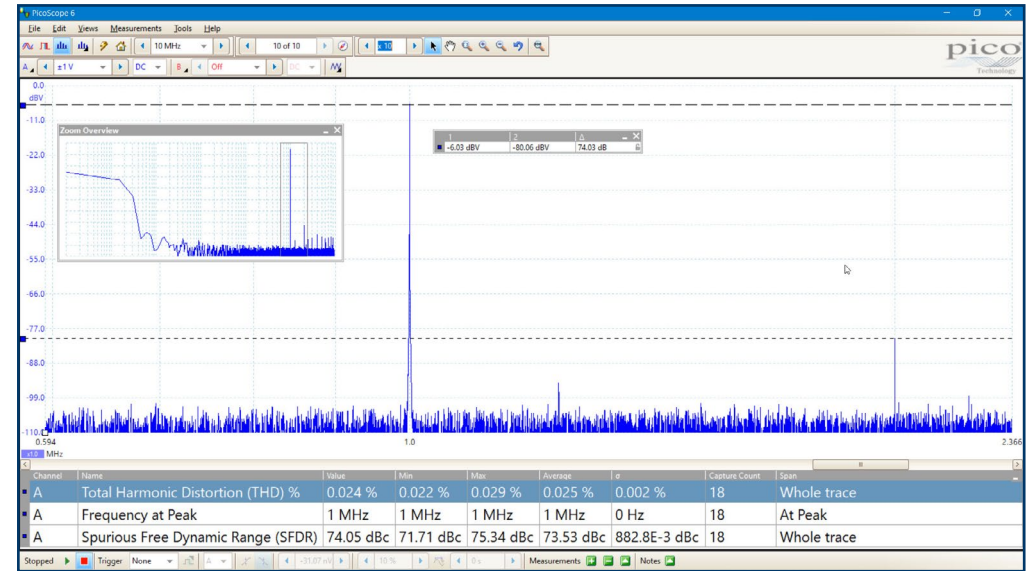 PicoScope 6
File Edit Views Measurements Tools Help
10 MHz 10 of 10 x 10
pico
Technology
A ±1 V DC B Off DC
0.0
dBV
-11.0
Zoom Overview
1 2 Δ
-6.03 dBV -80.06 dBV 74.03 dB
-22.0
-33.0
-44.0
-55.0
-66.0
-77.0
-88.0
-99.0
-110.0
0.594 1.0 2.366
x1.0 MHz
Channel Name Value Min Max Average σ Capture Count Span
A Total Harmonic Distortion (THD) % 0.024 % 0.022 % 0.029 % 0.025 % 0.002 % 18 Whole trace
A Frequency at Peak 1 MHz 1 MHz 1 MHz 1 MHz 0 Hz 18 At Peak
A Spurious Free Dynamic Range (SFDR) 74.05 dBc 71.71 dBc 75.34 dBc 73.53 dBc 882.8E-3 dBc 18 Whole trace
Stopped Trigger None A -31.07 mV 10 % 0 s Measurements Notes